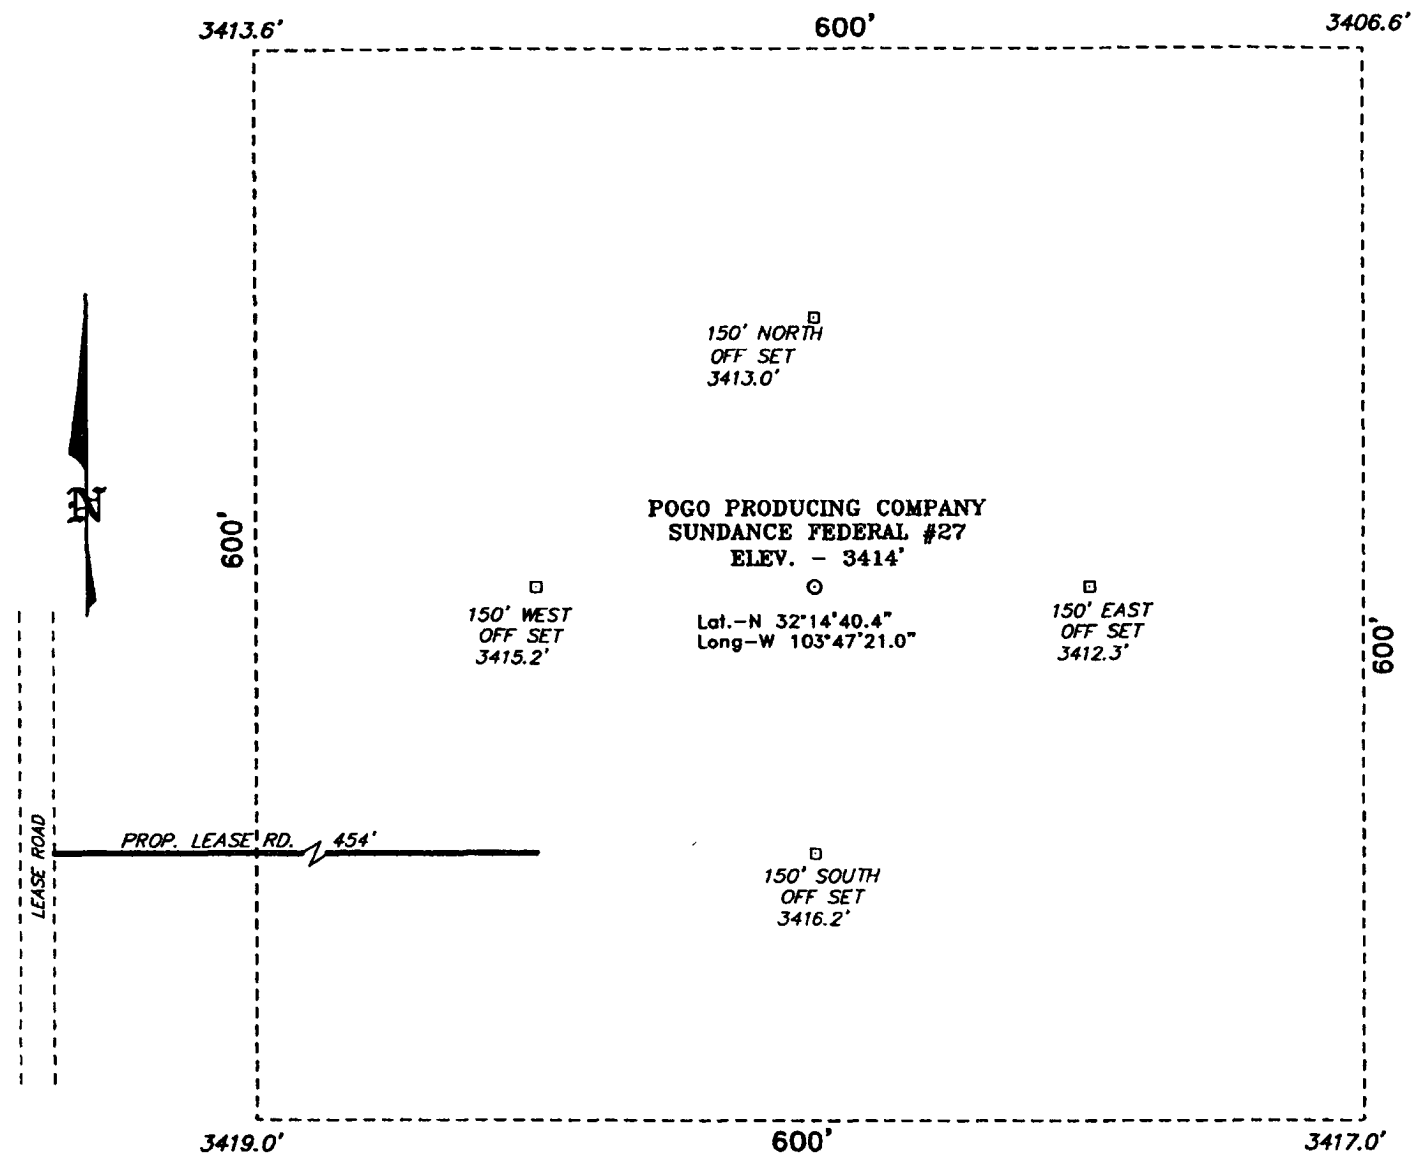 3413.6'
600'
3406.6'
150' NORTH
OFF SET
3413.0'
N
600'
POGO PRODUCING COMPANY
SUNDANCE FEDERAL #27
ELEV. - 3414'
Lat.-N 32°14'40.4"
Long-W 103°47'21.0"
150' WEST
OFF SET
3415.2'
150' EAST
OFF SET
3412.3'
600'
PROP. LEASE RD. 454'
LEASE ROAD
150' SOUTH
OFF SET
3416.2'
3419.0'
600'
3417.0'